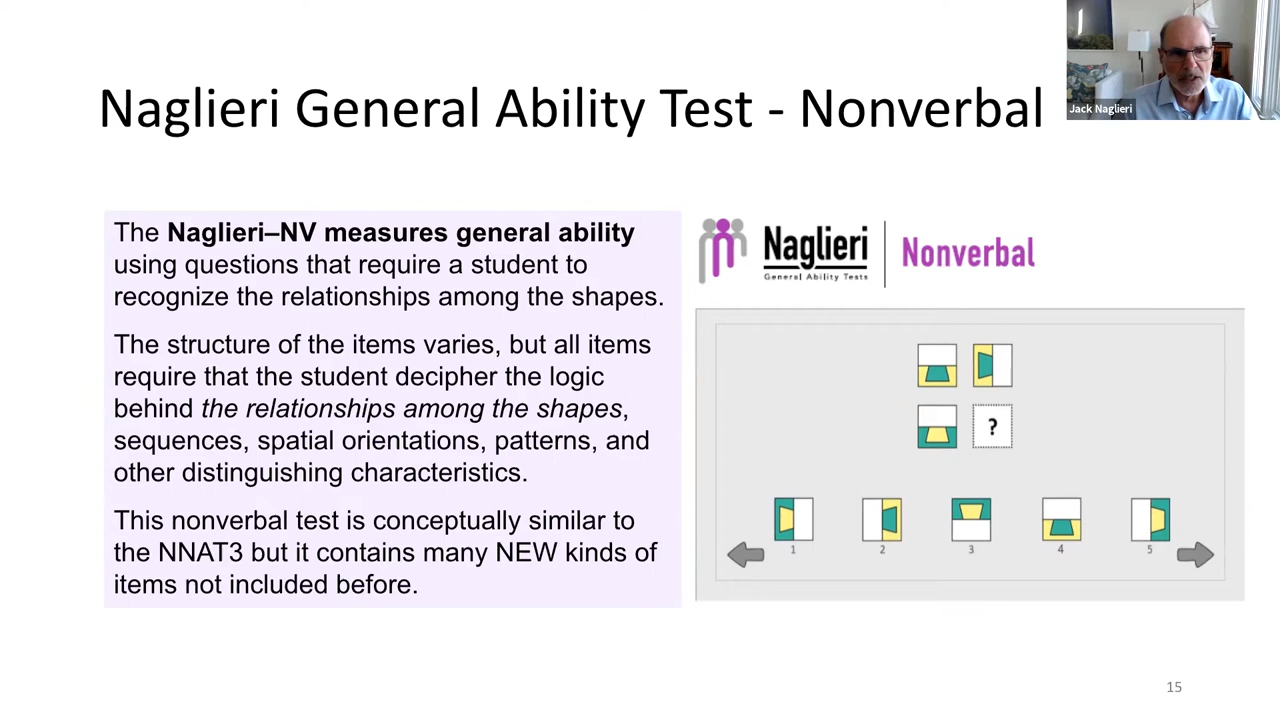 Naglieri General Ability Test - Nonverbal
Jack Naglieri
The Naglieri–NV measures general ability
using questions that require a student to
recognize the relationships among the shapes.
The structure of the items varies, but all items
require that the student decipher the logic
behind the relationships among the shapes,
sequences, spatial orientations, patterns, and
other distinguishing characteristics.
This nonverbal test is conceptually similar to
the NNAT3 but it contains many NEW kinds of
items not included before.
Naglieri
General Ability Tests
Nonverbal
?
1 2 3 4 5
15